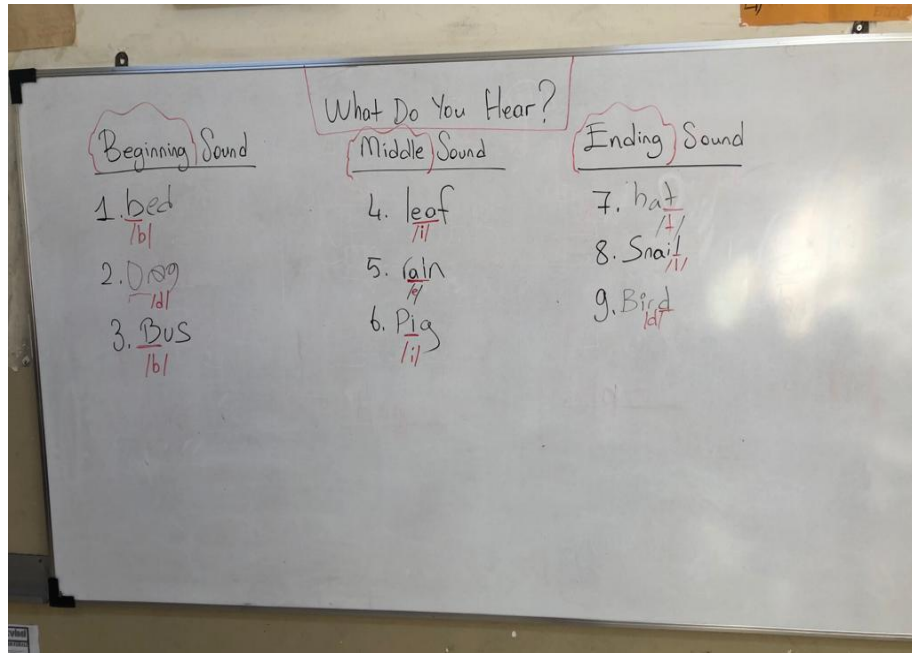 What Do You Hear?
Beginning Sound
1. bed
/b/
2. Drog
/d/
3. Bus
/b/
Middle Sound
4. leaf
/i/
5. rain
/e/
6. Pig
/i/
Ending Sound
7. hat
/t/
8. Snail
/l/
9. Bird
/d/